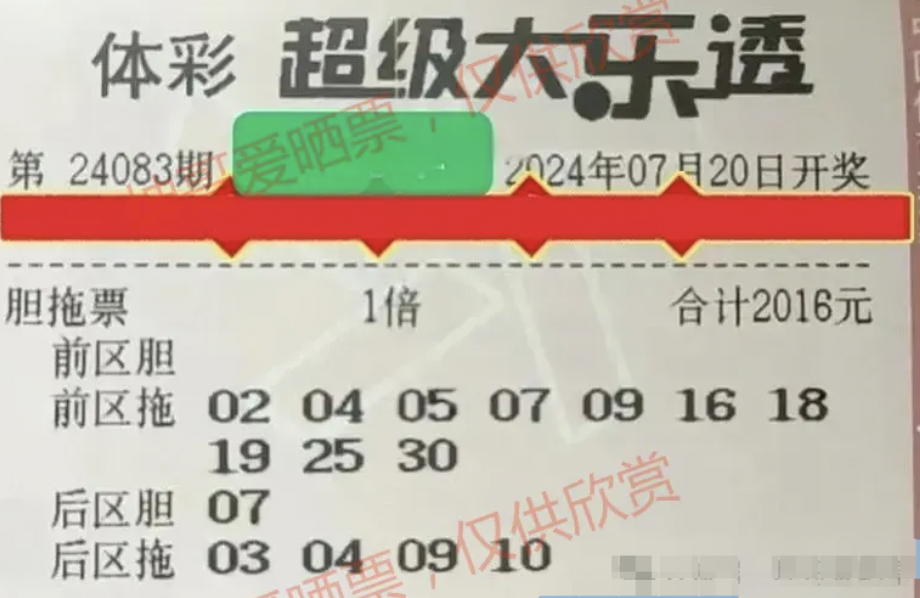 体彩 超级大乐透
第 24083期 2024年07月20日开奖
胆拖票 1倍 合计2016元
前区胆
前区拖 02 04 05 07 09 16 18
19 25 30
后区胆 07
后区拖 03 04 09 10
爱晒票，仅供欣赏
晒票，仅供欣赏